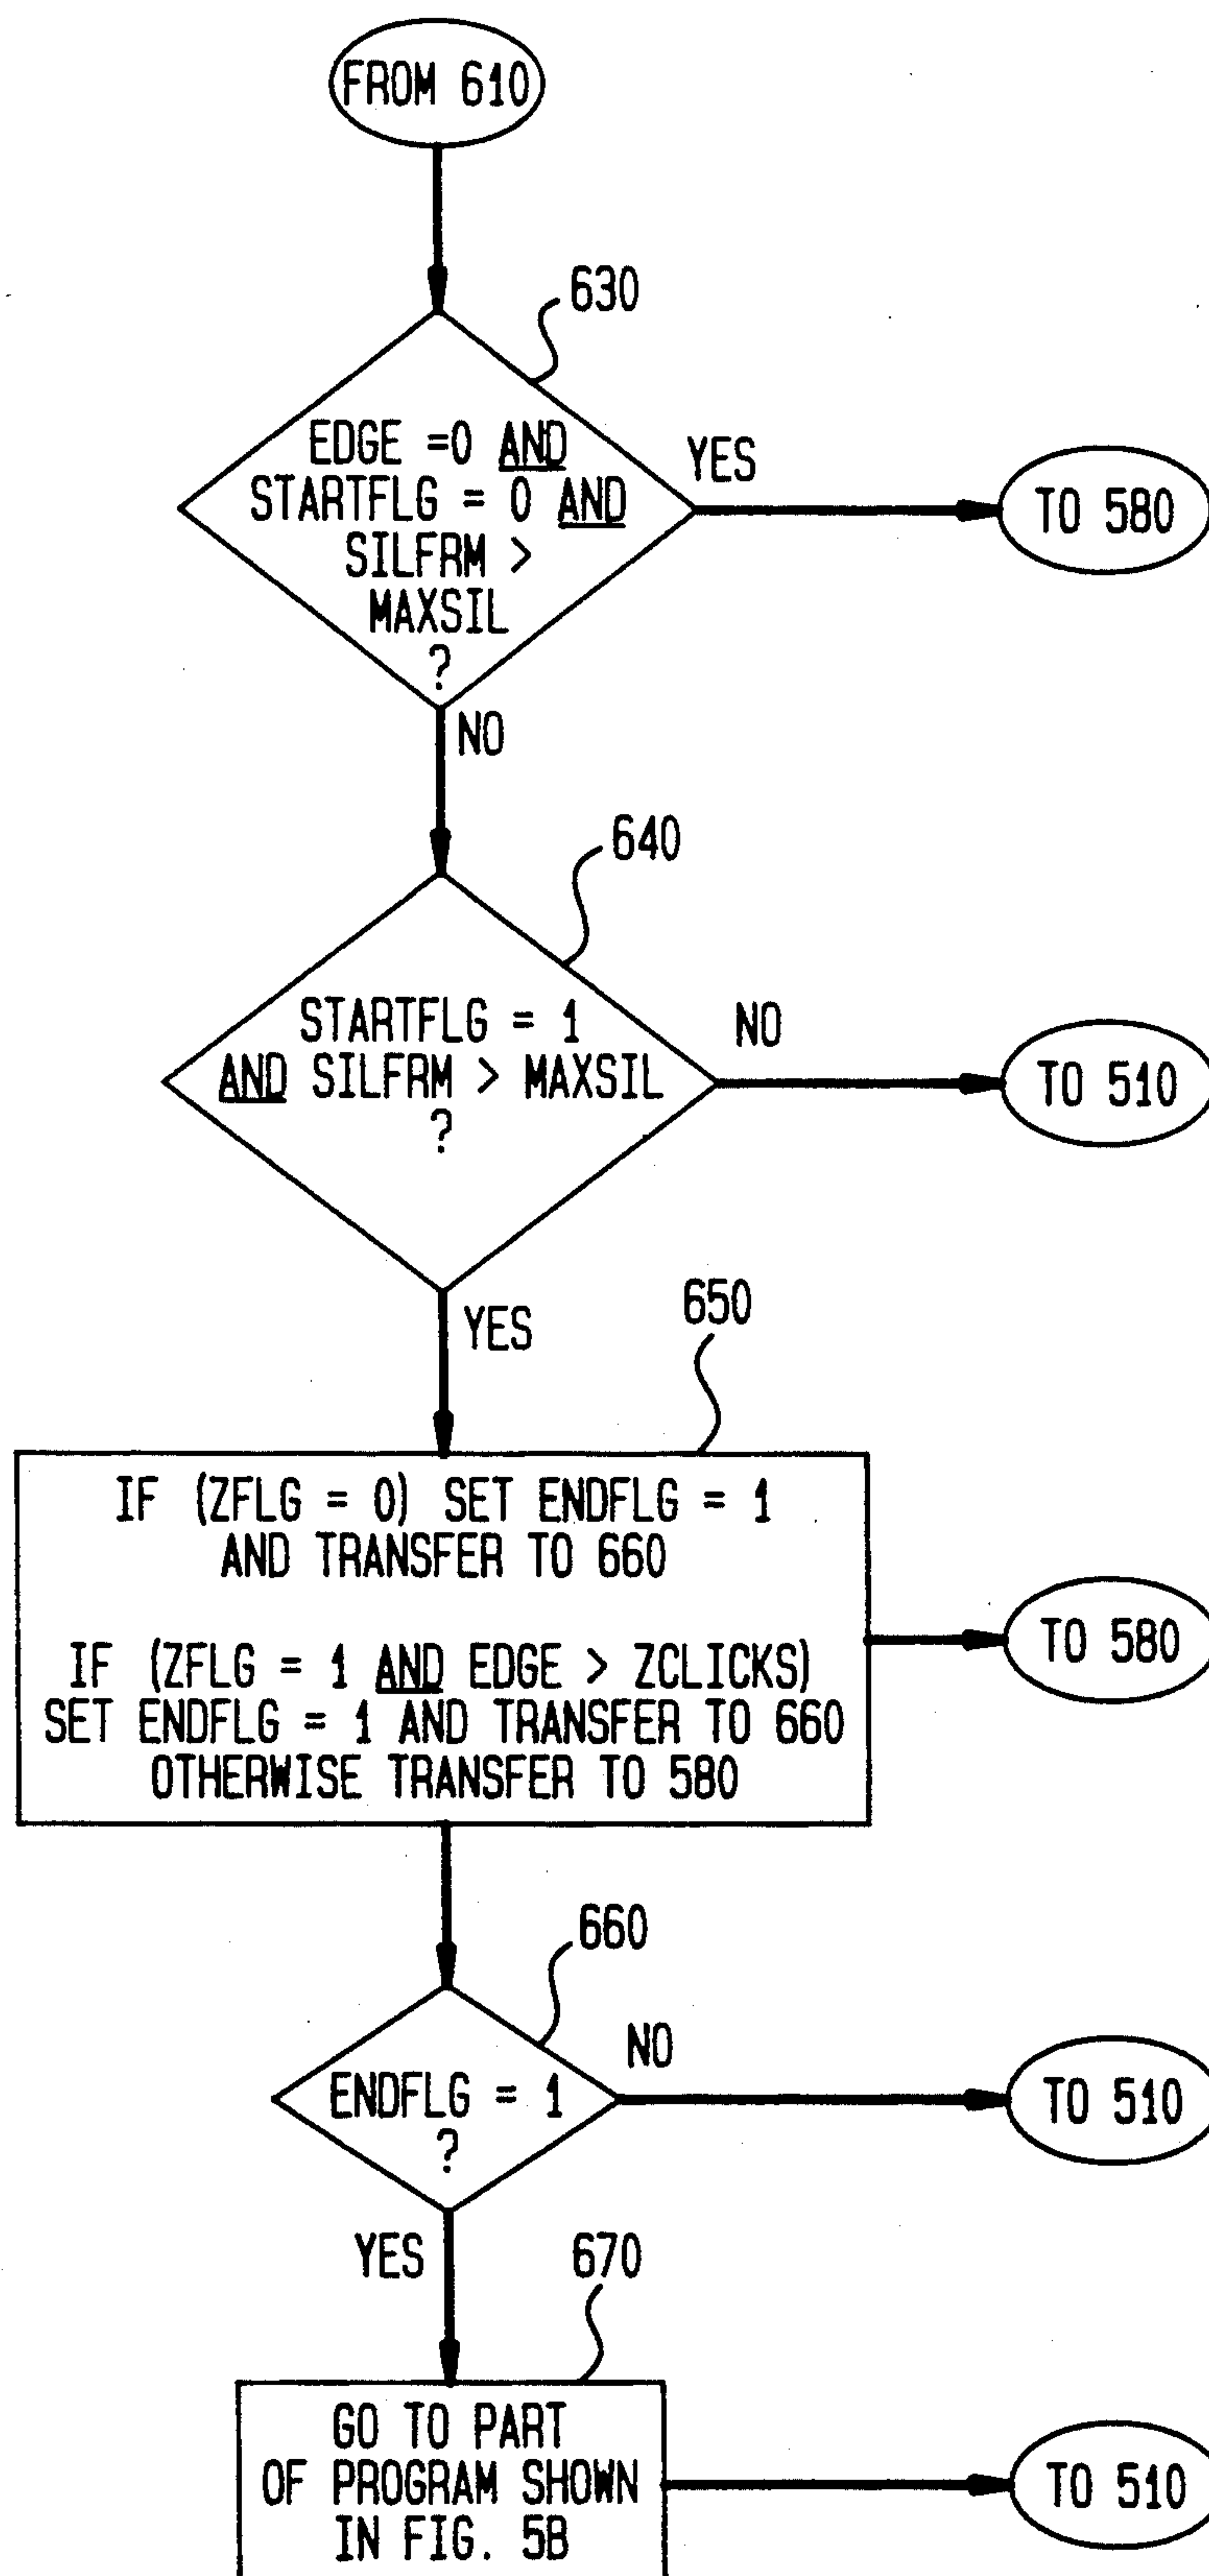 FROM 610
630
EDGE =0 AND
STARTFLG = 0 AND
SILFRM >
MAXSIL
?
YES
TO 580
NO
640
STARTFLG = 1
AND SILFRM > MAXSIL
?
NO
TO 510
YES
650
IF (ZFLG = 0) SET ENDFLG = 1
AND TRANSFER TO 660
IF (ZFLG = 1 AND EDGE > ZCLICKS)
SET ENDFLG = 1 AND TRANSFER TO 660
OTHERWISE TRANSFER TO 580
TO 580
660
ENDFLG = 1
?
NO
TO 510
YES
670
GO TO PART
OF PROGRAM SHOWN
IN FIG. 5B
TO 510